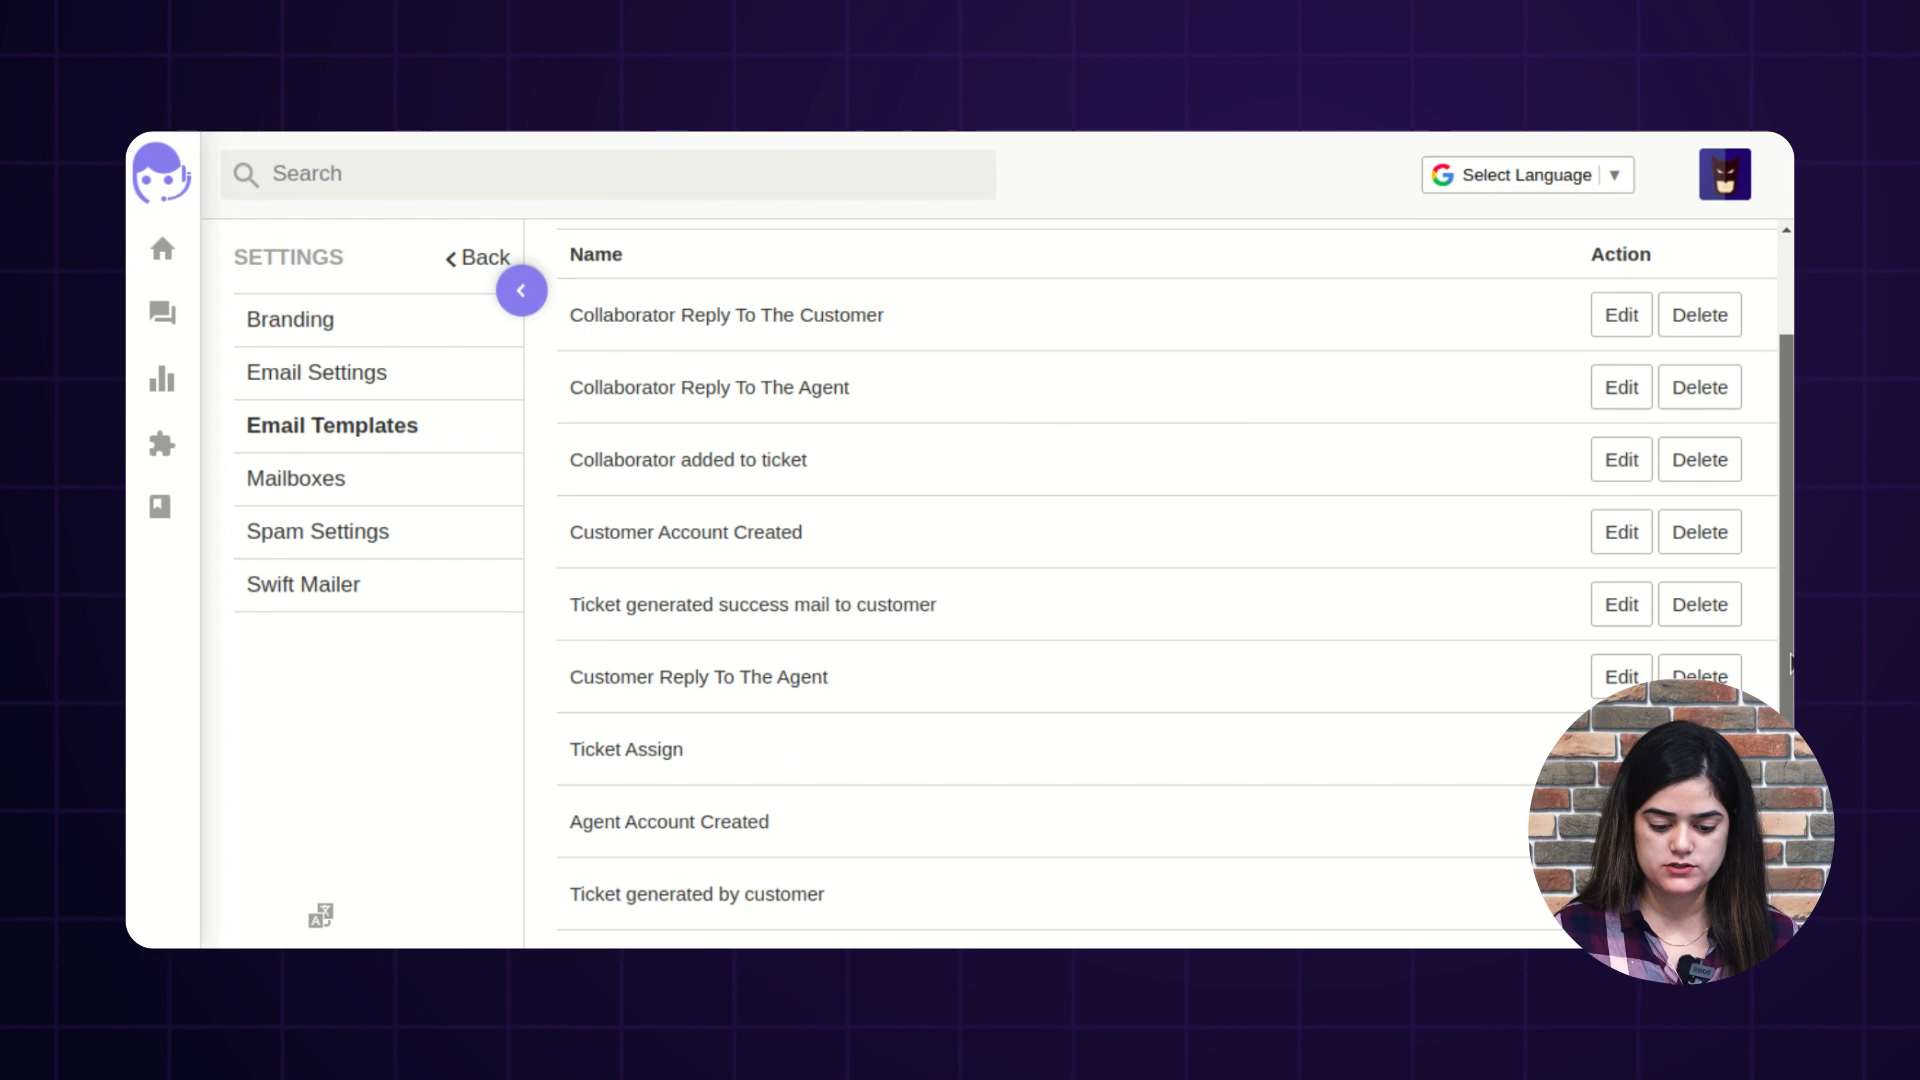 Search
Select Language
SETTINGS
Back
Branding
Email Settings
Email Templates
Mailboxes
Spam Settings
Swift Mailer
Name Action
Collaborator Reply To The Customer Edit Delete
Collaborator Reply To The Agent Edit Delete
Collaborator added to ticket Edit Delete
Customer Account Created Edit Delete
Ticket generated success mail to customer Edit Delete
Customer Reply To The Agent Edit Delete
Ticket Assign
Agent Account Created
Ticket generated by customer